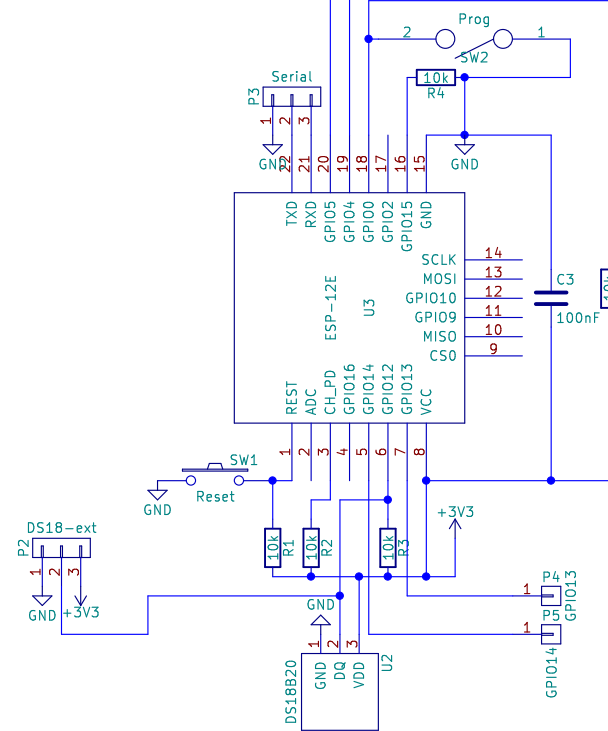 Prog
2 1
SW2
Serial
10k
R4
P3
1 2 3
GND
GND
22 21 20 19 18 17 16 15
TXD RXD GPIO5 GPIO4 GPIO0 GPIO2 GPIO15 GND
SCLK 14
MOSI 13
GPIO10 12
GPIO9 11
MISO 10
CS0 9
ESP-12E
U3
C3
100nF
REST ADC CH_PD GPIO16 GPIO14 GPIO12 GPIO13 VCC
1 2 3 4 5 6 7 8
SW1
Reset
GND
+3V3
10k R1
10k R2
10k R3
DS18-ext
P2
1 2 3
GND +3V3
GND
1 2 3
GND DQ VDD
DS18B20
U2
P4
1
GPIO13
P5
1
GPIO14